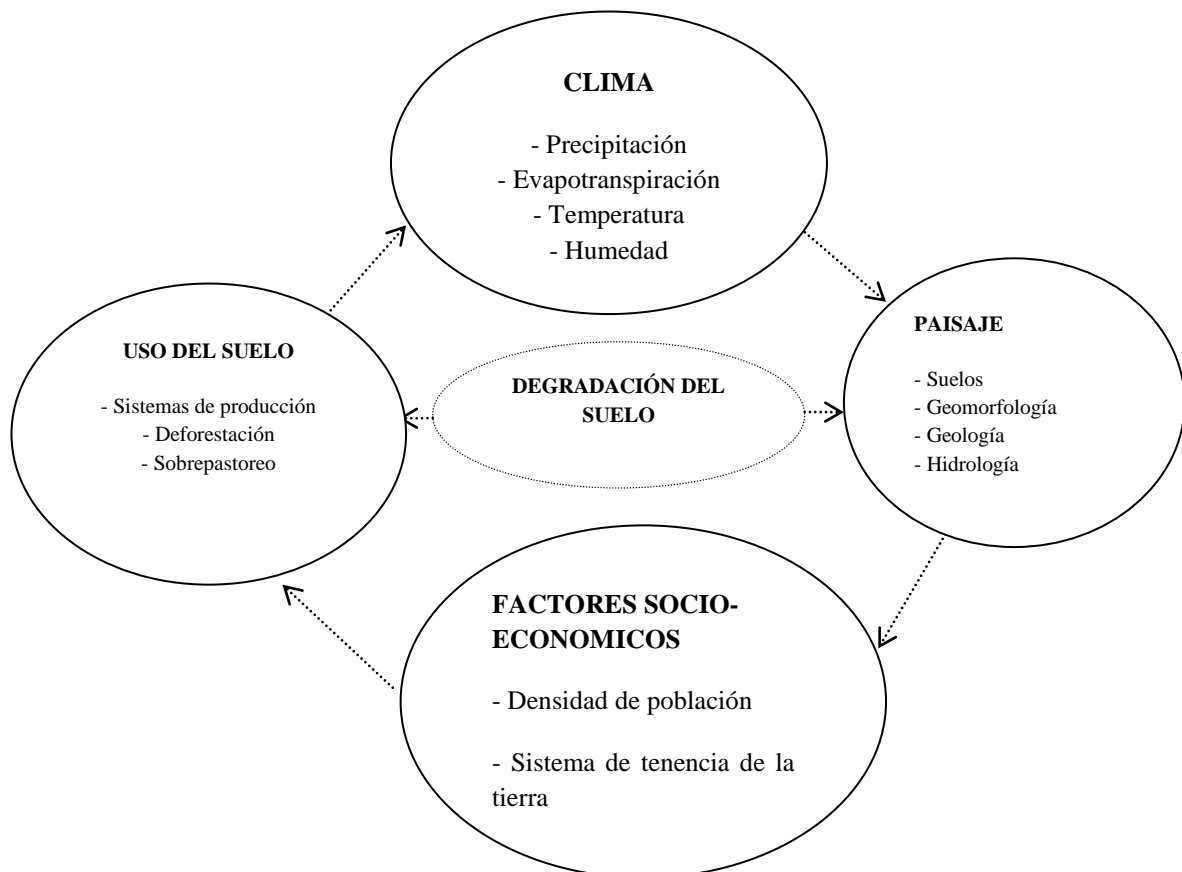 CLIMA
- Precipitación
- Evapotranspiración
- Temperatura
- Humedad
USO DEL SUELO
- Sistemas de producción
- Deforestación
- Sobrepastoreo
DEGRADACIÓN DEL
SUELO
PAISAJE
- Suelos
- Geomorfología
- Geología
- Hidrología
FACTORES SOCIO-
ECONOMICOS
- Densidad de población
- Sistema de tenencia de la
tierra